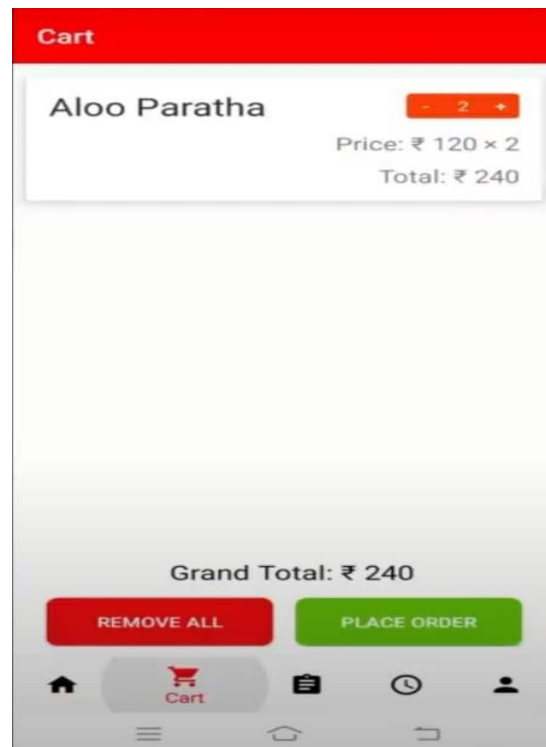 Cart
Aloo Paratha
- 2 +
Price: ₹ 120 × 2
Total: ₹ 240
Grand Total: ₹ 240
REMOVE ALL
PLACE ORDER
Cart